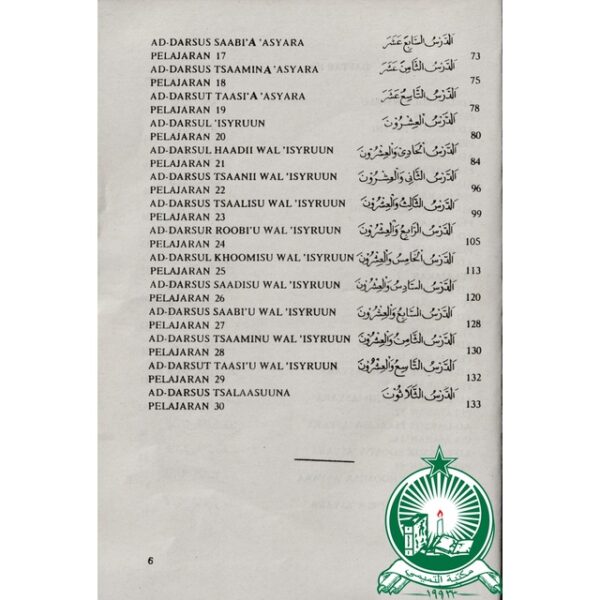 AD-DARSUS SAABI'A 'ASYARA الدَّرْسُ السَّابِعَ عَشَرَ
PELAJARAN 17 73
AD-DARSUS TSAAMINA 'ASYARA الدَّرْسُ الثَّامِنَ عَشَرَ
PELAJARAN 18 75
AD-DARSUT TAASI'A 'ASYARA الدَّرْسُ التَّاسِعَ عَشَرَ
PELAJARAN 19 78
AD-DARSUL 'ISYRUUN الدَّرْسُ الْعِشْرُوْنَ
PELAJARAN 20 80
AD-DARSUL HAADII WAL 'ISYRUUN الدَّرْسُ الْحَادِى وَالْعِشْرُوْنَ
PELAJARAN 21 84
AD-DARSUS TSAANII WAL 'ISYRUUN الدَّرْسُ الثَّانِى وَالْعِشْرُوْنَ
PELAJARAN 22 96
AD-DARSUS TSAALISU WAL 'ISYRUUN الدَّرْسُ الثَّالِثُ وَالْعِشْرُوْنَ
PELAJARAN 23 99
AD-DARSUR ROOBI'U WAL 'ISYRUUN الدَّرْسُ الرَّابِعُ وَالْعِشْرُوْنَ
PELAJARAN 24 105
AD-DARSUL KHOOMISU WAL 'ISYRUUN الدَّرْسُ الْخَامِسُ وَالْعِشْرُوْنَ
PELAJARAN 25 113
AD-DARSUS SAADISU WAL 'ISYRUUN الدَّرْسُ السَّادِسُ وَالْعِشْرُوْنَ
PELAJARAN 26 120
AD-DARSUS SAABI'U WAL 'ISYRUUN الدَّرْسُ السَّابِعُ وَالْعِشْرُوْنَ
PELAJARAN 27 128
AD-DARSUS TSAAMINU WAL 'ISYRUUN الدَّرْسُ الثَّامِنُ وَالْعِشْرُوْنَ
PELAJARAN 28 130
AD-DARSUT TAASI'U WAL 'ISYRUUN الدَّرْسُ التَّاسِعُ وَالْعِشْرُوْنَ
PELAJARAN 29 132
AD-DARSUS TSALAASUUNA الدَّرْسُ الثَّلَاثُوْنَ
PELAJARAN 30 133
6
مكتبة